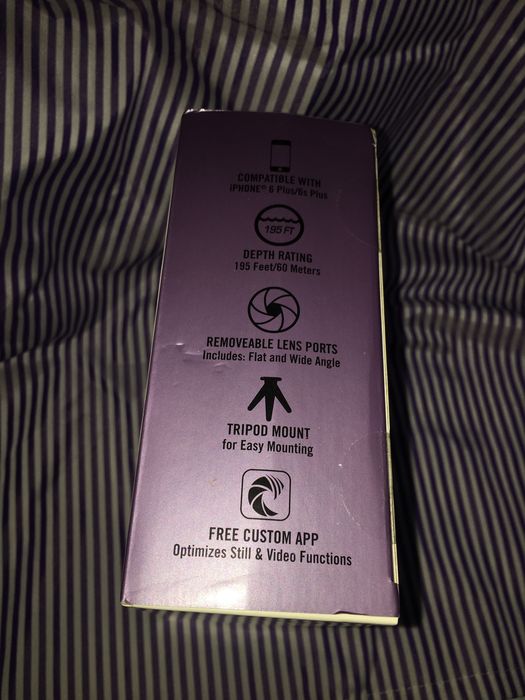 COMPATIBLE WITH
iPHONE® 6 Plus/6s Plus
195 FT
DEPTH RATING
195 Feet/60 Meters
REMOVEABLE LENS PORTS
Includes: Flat and Wide Angle
TRIPOD MOUNT
for Easy Mounting
FREE CUSTOM APP
Optimizes Still & Video Functions